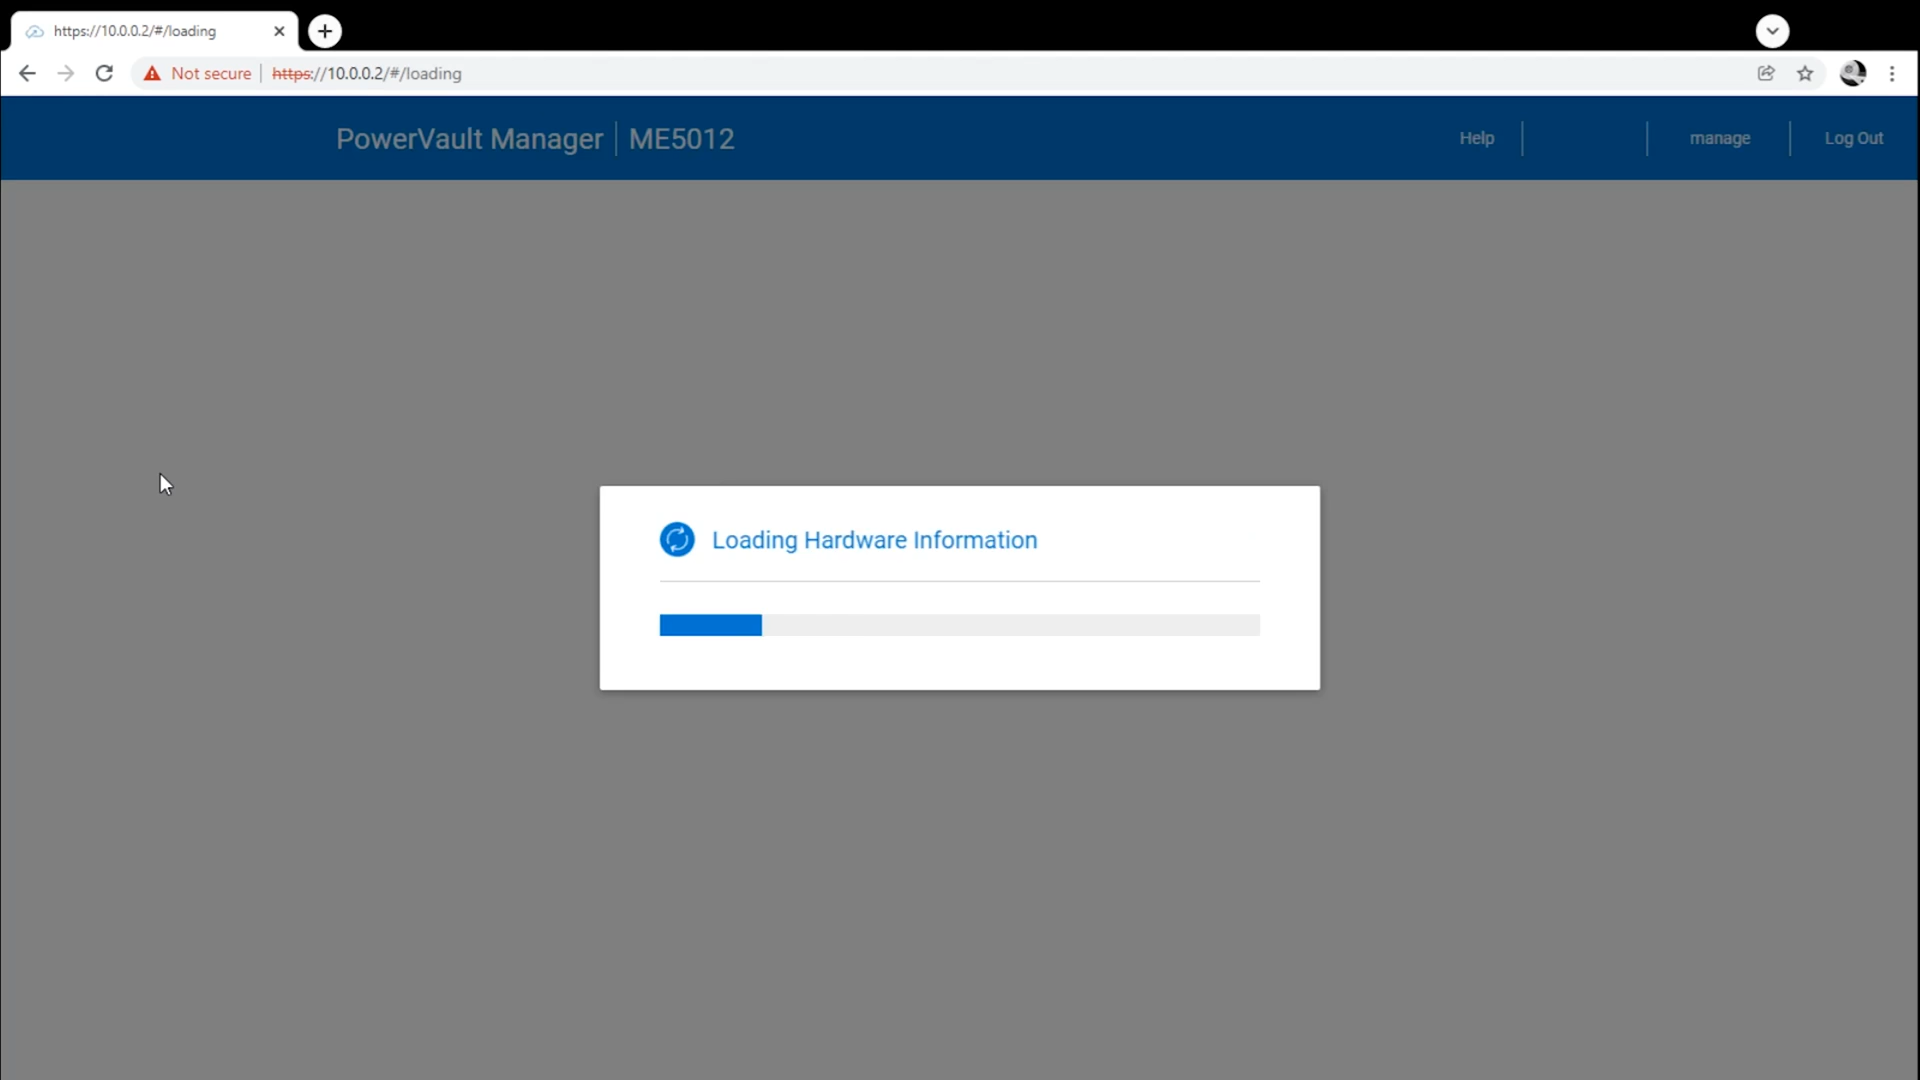 https://10.0.0.2/#/loading
Not secure https://10.0.0.2/#/loading
PowerVault Manager ME5012 Help manage Log Out
Loading Hardware Information